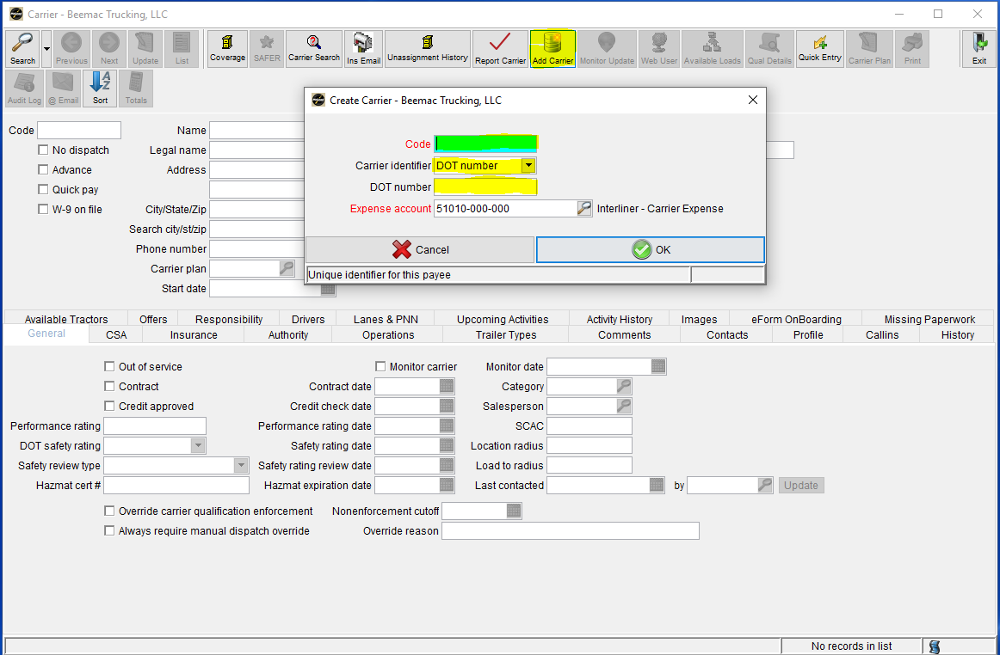 Carrier - Beemac Trucking, LLC
Search Previous Next Update List Coverage SAFER Carrier Search Ins Email Unassignment History Report Carrier Add Carrier Monitor Update Web User Available Loads Qual Details Quick Entry Carrier Plan Print Exit
Audit Log @ Email Sort Totals
Create Carrier - Beemac Trucking, LLC
Code
Carrier identifier DOT number
DOT number
Expense account 51010-000-000 Interliner - Carrier Expense
Cancel OK
Unique identifier for this payee
Code Name
No dispatch Legal name
Advance Address
Quick pay
W-9 on file City/State/Zip
Search city/st/zip
Phone number
Carrier plan
Start date
Available Tractors Offers Responsibility Drivers Lanes & PNN Upcoming Activities Activity History Images eForm OnBoarding Missing Paperwork
General CSA Insurance Authority Operations Trailer Types Comments Contacts Profile Callins History
Out of service Monitor carrier Monitor date
Contract Contract date Category
Credit approved Credit check date Salesperson
Performance rating Performance rating date SCAC
DOT safety rating Safety rating date Location radius
Safety review type Safety rating review date Load to radius
Hazmat cert # Hazmat expiration date Last contacted by Update
Override carrier qualification enforcement Nonenforcement cutoff
Always require manual dispatch override Override reason
No records in list